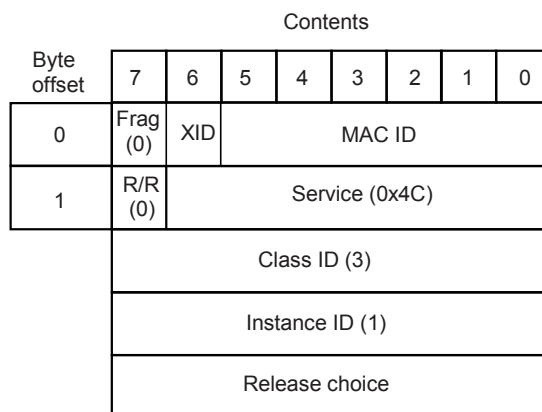 Contents
Byte
offset
7 6 5 4 3 2 1 0
0
Frag
(0)
XID
MAC ID
1
R/R
(0)
Service (0x4C)
Class ID (3)
Instance ID (1)
Release choice